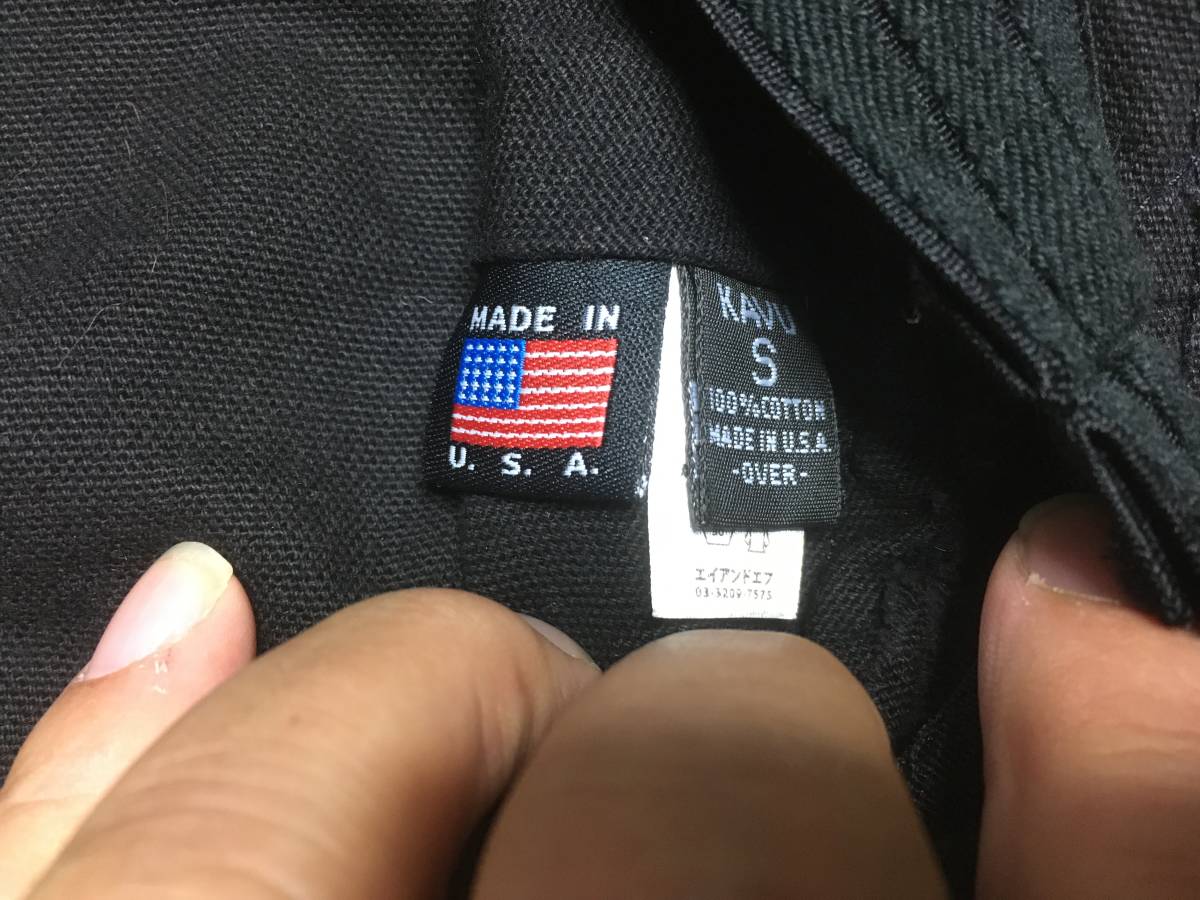 MADE IN
U. S. A.
KAVU
S
100% COTTON
MADE IN U.S.A.
-OVER-
エイアンドエフ
03-3209-7575